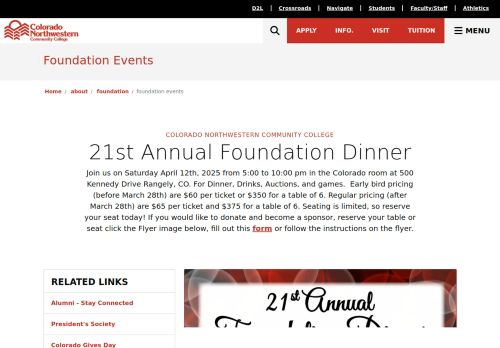 D2L | Crossroads | Navigate | Students | Faculty/Staff | Athletics
Colorado
Northwestern
Community College
APPLY INFO. VISIT TUITION MENU
Foundation Events
Home / about / foundation / foundation events
COLORADO NORTHWESTERN COMMUNITY COLLEGE
21st Annual Foundation Dinner
Join us on Saturday April 12th, 2025 from 5:00 to 10:00 pm in the Colorado room at 500
Kennedy Drive Rangely, CO. For Dinner, Drinks, Auctions, and games. Early bird pricing
(before March 28th) are $60 per ticket or $350 for a table of 6. Regular pricing (after
March 28th) are $65 per ticket and $375 for a table of 6. Seating is limited, so reserve
your seat today! If you would like to donate and become a sponsor, reserve your table or
seat click the Flyer image below, fill out this form or follow the instructions on the flyer.
RELATED LINKS
Alumni - Stay Connected
President's Society
Colorado Gives Day
21st Annual
Foundation Dinner